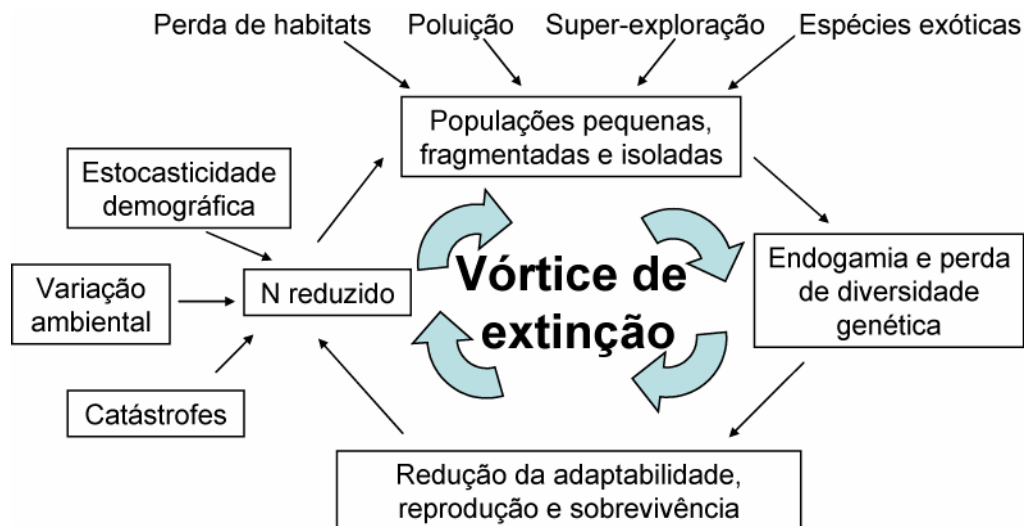 Perda de habitats Poluição Super-exploração Espécies exóticas
Populações pequenas,
fragmentadas e isoladas
Estocasticidade
demográfica
Variação
ambiental
N reduzido
Catástrofes
Vórtice de
extinção
Endogamia e perda
de diversidade
genética
Redução da adaptabilidade,
reprodução e sobrevivência